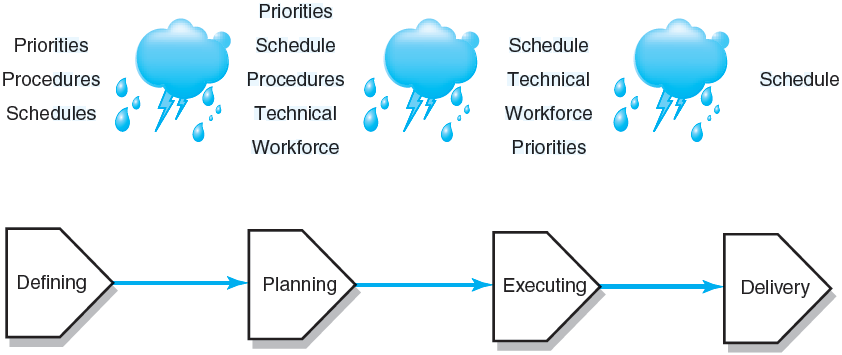 Priorities
Procedures
Schedules
Priorities
Schedule
Procedures
Technical
Workforce
Schedule
Technical
Workforce
Priorities
Schedule
Defining
Planning
Executing
Delivery